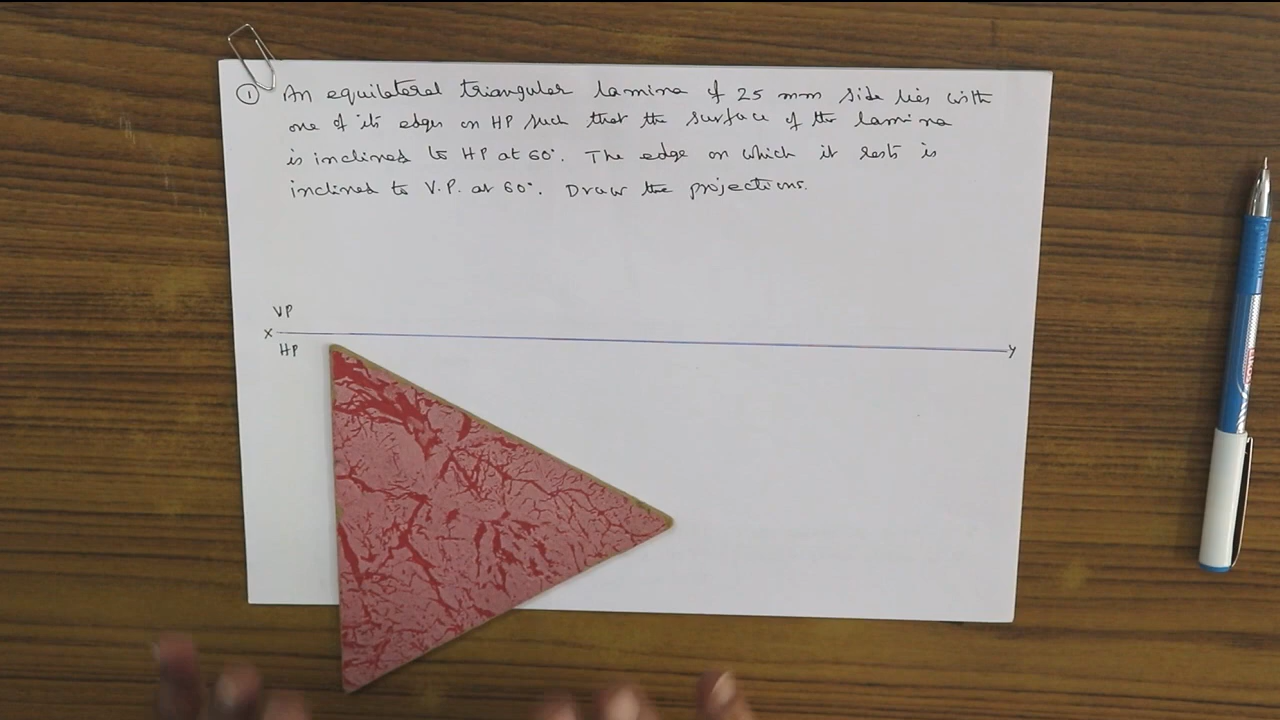 ① An equilateral triangular lamina of 25 mm side lies with
one of its edges on HP such that the surface of the lamina
is inclined to HP at 60°. The edge on which it rests is
inclined to V.P. at 60°. Draw the projections.
VP
X
HP
Y